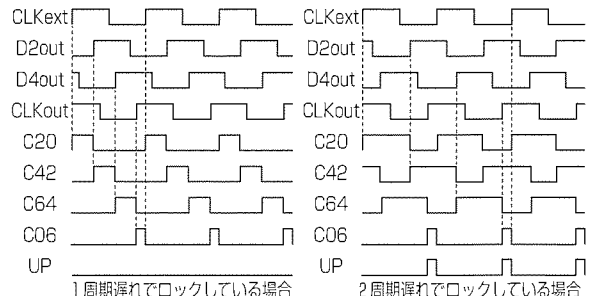 CLKext
D2out
D4out
CLKout
C20
C42
C64
C06
UP
1周期遅れでロックしている場合
CLKext
D2out
D4out
CLKout
C20
C42
C64
C06
UP
2周期遅れでロックしている場合